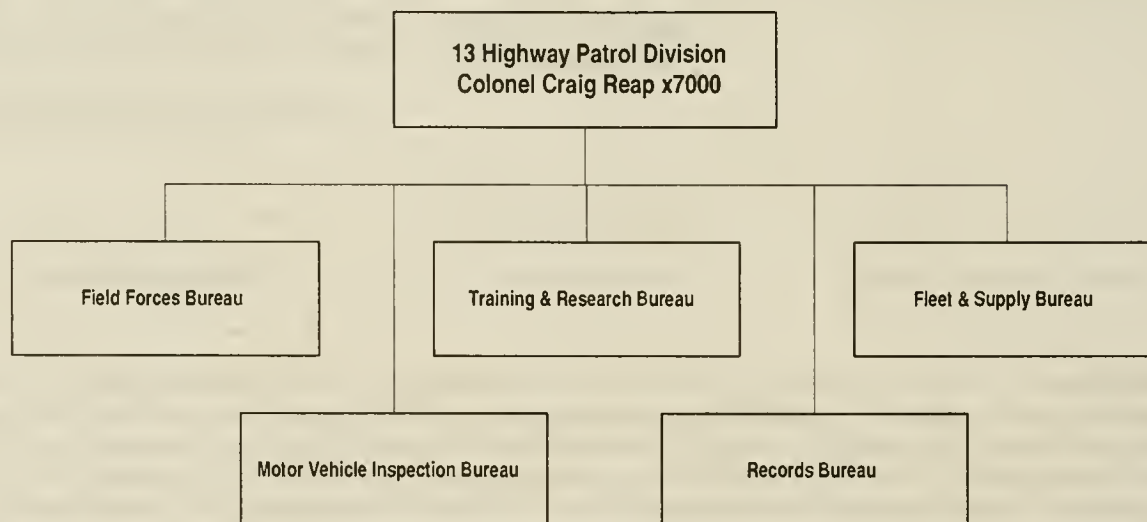 13 Highway Patrol Division
Colonel Craig Reap x7000
Field Forces Bureau
Training & Research Bureau
Fleet & Supply Bureau
Motor Vehicle Inspection Bureau
Records Bureau